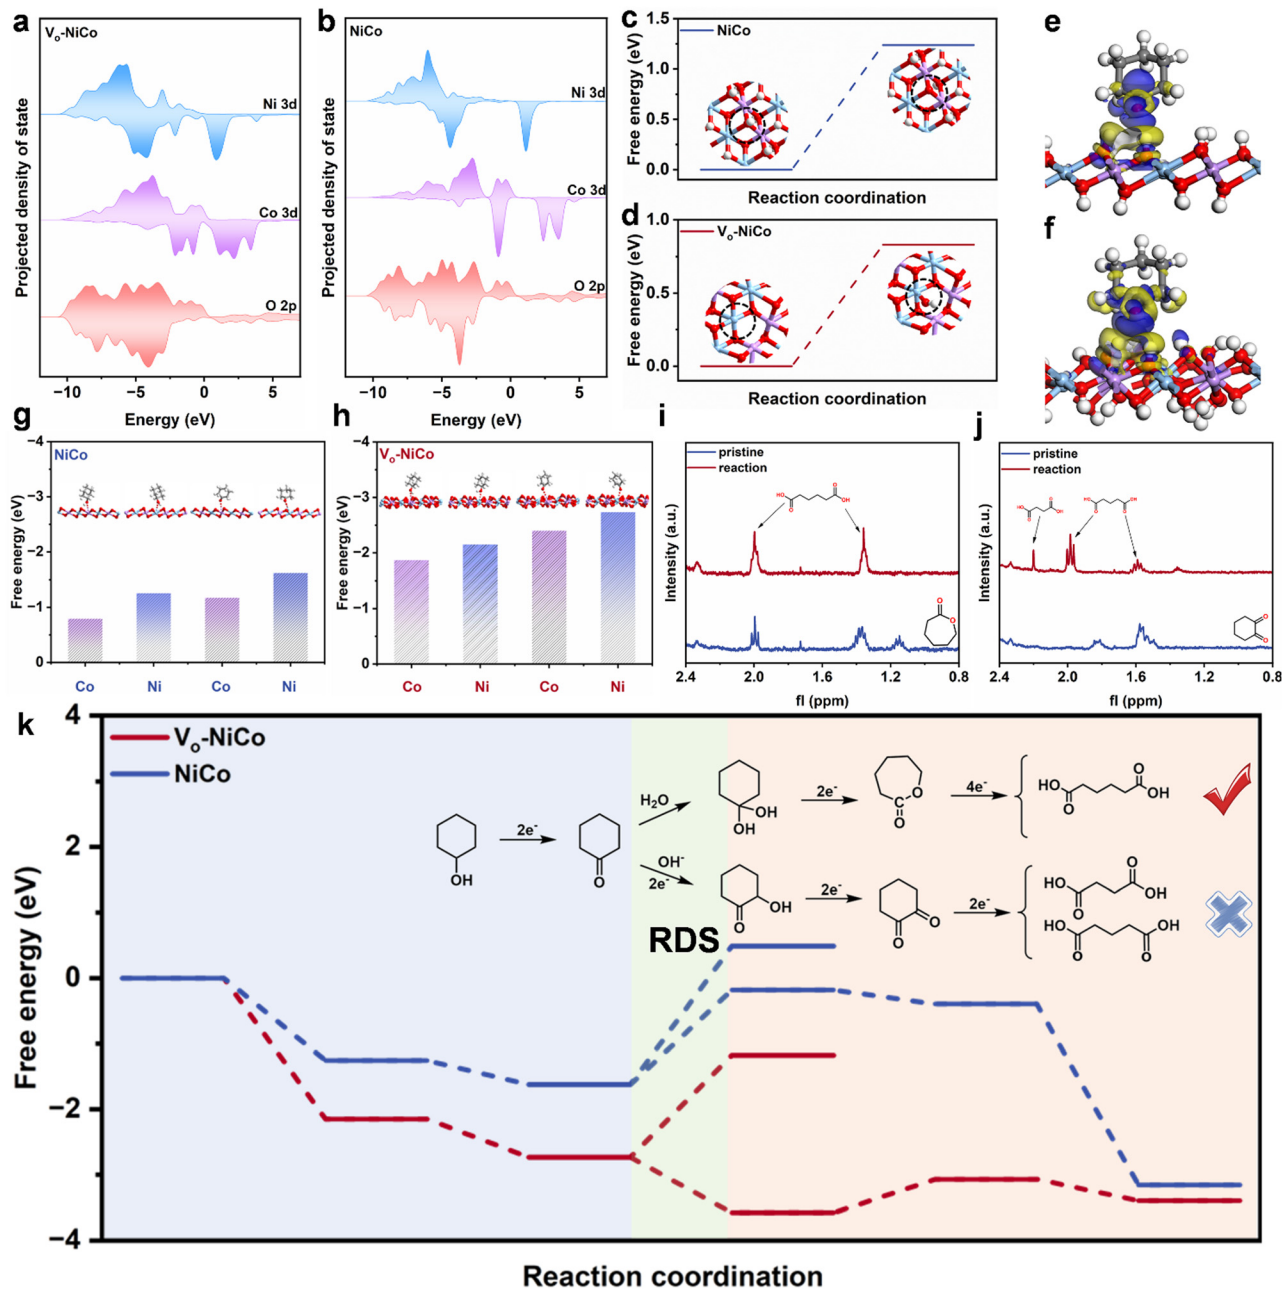 a
Vo-NiCo
Ni 3d
Co 3d
O 2p
Projected density of state
−10
−5
0
5
Energy (eV)
b
NiCo
Ni 3d
Co 3d
O 2p
Projected density of state
−10
−5
0
5
Energy (eV)
c
NiCo
1.5
1.0
0.5
0.0
Free energy (eV)
Reaction coordination
d
Vo-NiCo
1.0
0.5
0.0
Free energy (eV)
Reaction coordination
e
f
g
NiCo
−4
−3
−2
−1
0
Free energy (eV)
Co
Ni
Co
Ni
h
Vo-NiCo
−4
−3
−2
−1
0
Free energy (eV)
Co
Ni
Co
Ni
i
pristine
reaction
Intensity (a.u.)
HO
O
O
OH
O
O
2.4
2.0
1.6
1.2
0.8
fl (ppm)
j
pristine
reaction
Intensity (a.u.)
O
HO
OH
O
HO
OH
O
O
O
O
2.4
2.0
1.6
1.2
0.8
fl (ppm)
k
Vo-NiCo
NiCo
4
2
0
−2
−4
Free energy (eV)
OH
2e-
O
H2O
OH-
2e-
OH
OH
2e-
O
O
4e-
HO
O
O
OH
OH
O
2e-
O
O
2e-
HO
O
O
OH
HO
O
OH
O
RDS
Reaction coordination